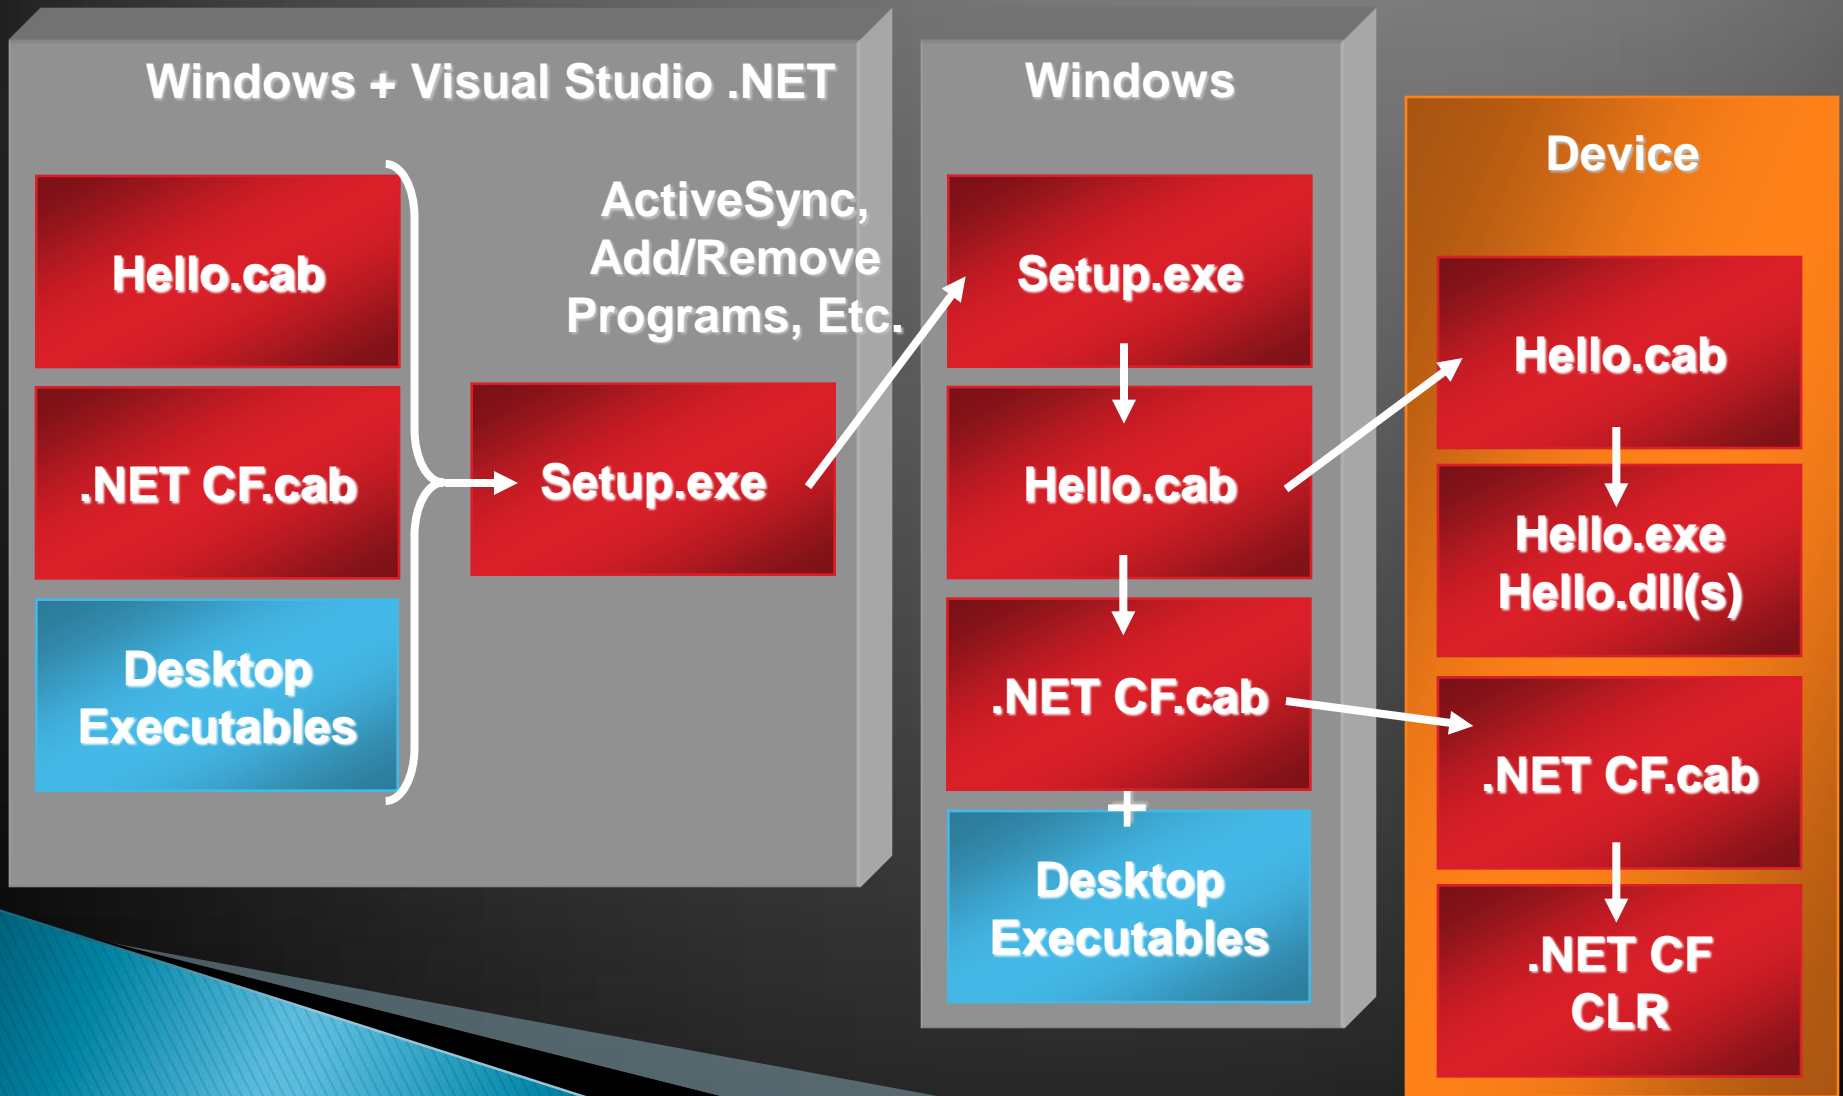 Windows + Visual Studio .NET
Hello.cab
.NET CF.cab
Desktop
Executables
ActiveSync,
Add/Remove
Programs, Etc.
Setup.exe
Windows
Setup.exe
Hello.cab
.NET CF.cab
+
Desktop
Executables
Device
Hello.cab
Hello.exe
Hello.dll(s)
.NET CF.cab
.NET CF
CLR